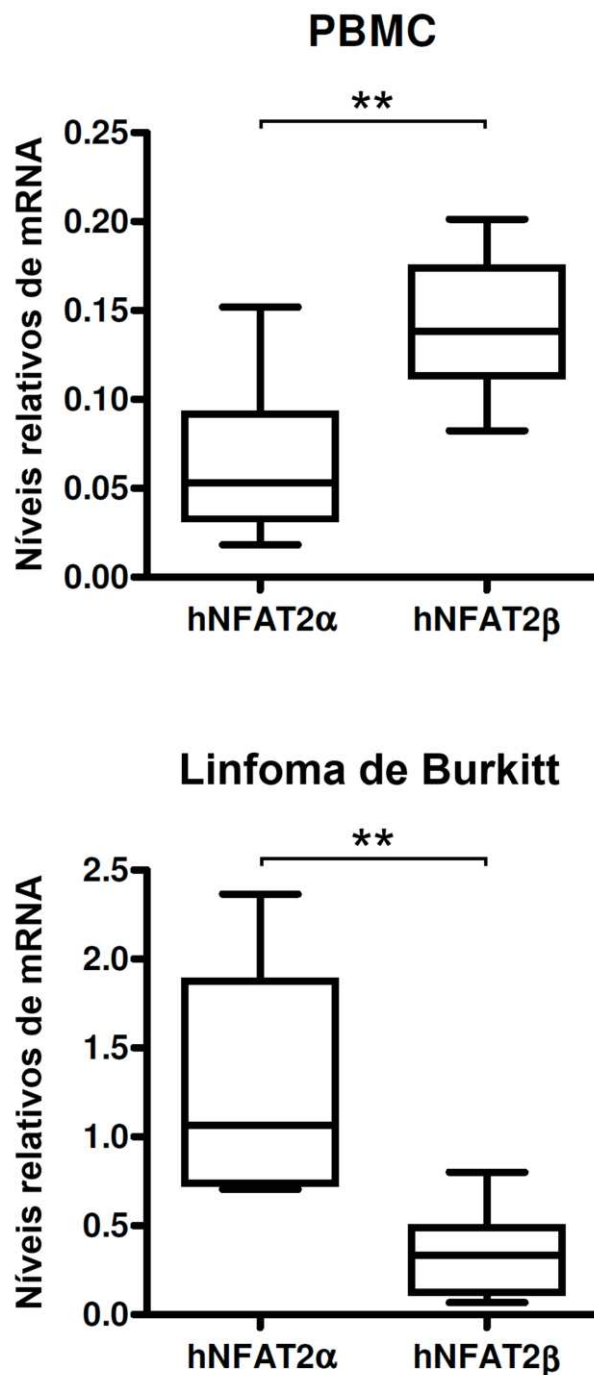 PBMC
**
Níveis relativos de mRNA
0.25
0.20
0.15
0.10
0.05
0.00
hNFAT2α hNFAT2β
Linfoma de Burkitt
**
Níveis relativos de mRNA
2.5
2.0
1.5
1.0
0.5
0.0
hNFAT2α hNFAT2β